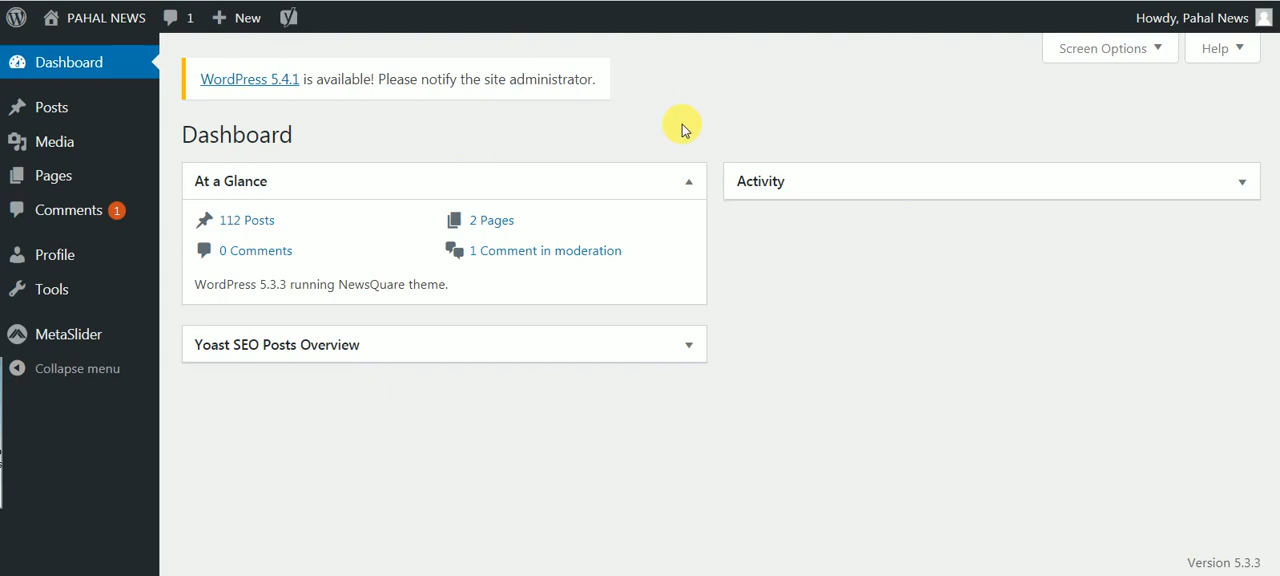 PAHAL NEWS 1 New Howdy, Pahal News
Screen Options Help
Dashboard
Posts
Media
Pages
Comments 1
Profile
Tools
MetaSlider
Collapse menu
WordPress 5.4.1 is available! Please notify the site administrator.
Dashboard
At a Glance
112 Posts 2 Pages
0 Comments 1 Comment in moderation
WordPress 5.3.3 running NewsQuare theme.
Yoast SEO Posts Overview
Activity
Version 5.3.3